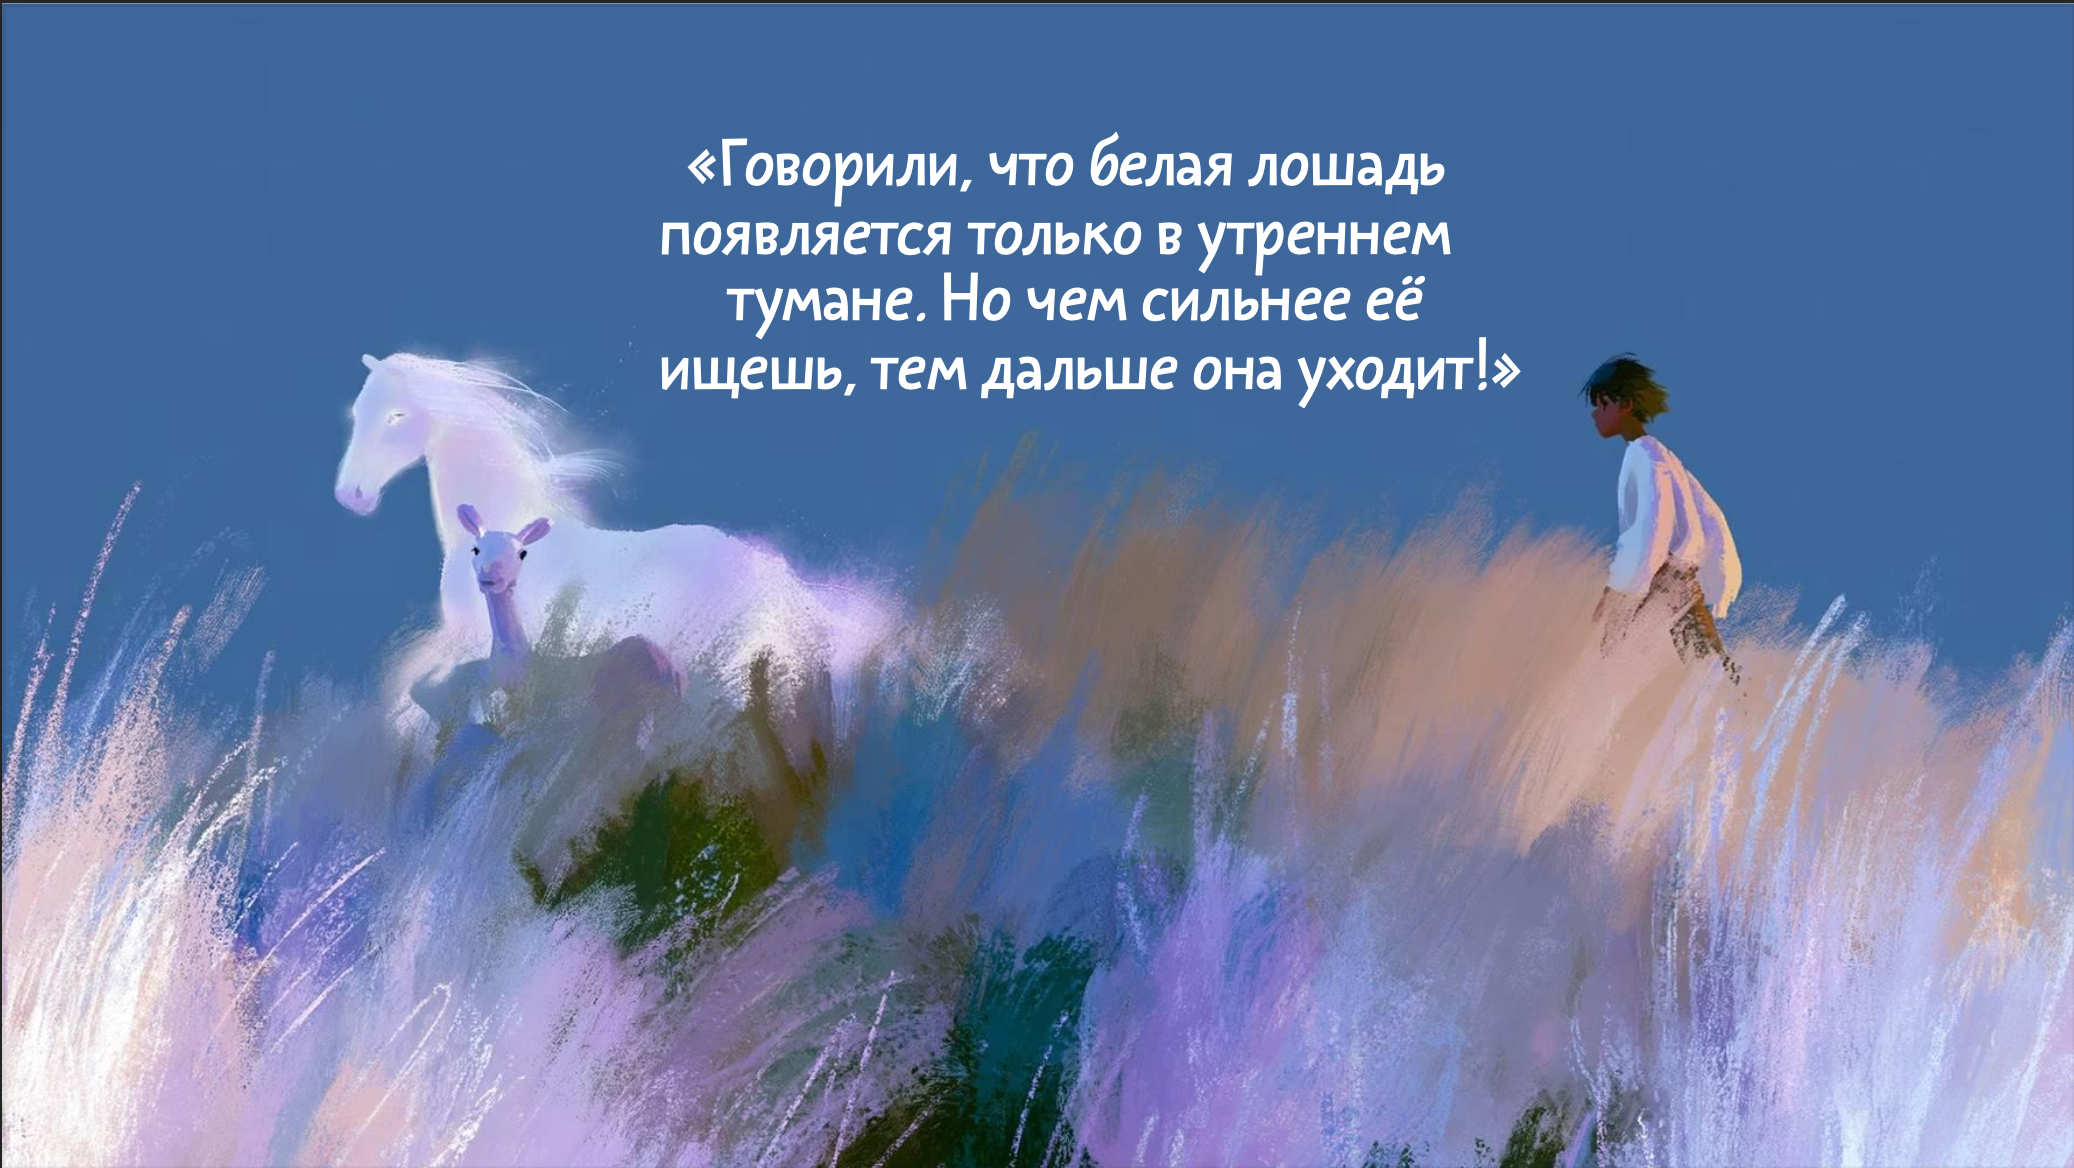 «Говорили, что белая лошадь
появляется только в утреннем
тумане. Но чем сильнее её
ищешь, тем дальше она уходит!»